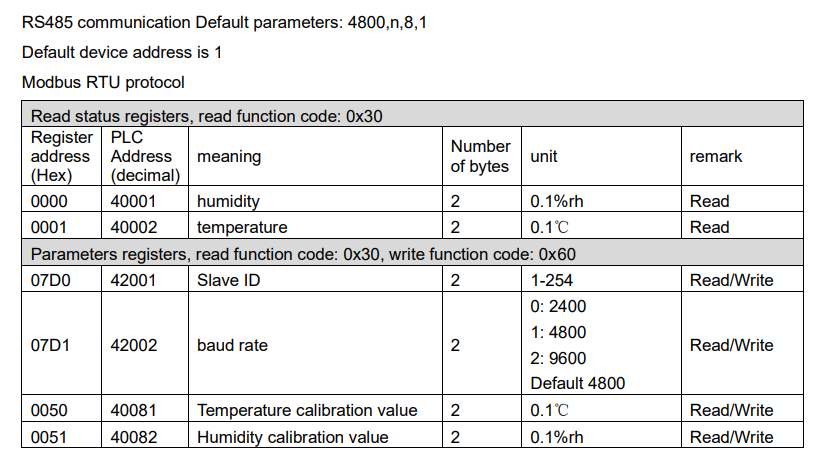 RS485 communication Default parameters: 4800,n,8,1
Default device address is 1
Modbus RTU protocol
Read status registers, read function code: 0x30
Register address (Hex) PLC Address (decimal) meaning Number of bytes unit remark
0000 40001 humidity 2 0.1%rh Read
0001 40002 temperature 2 0.1℃ Read
Parameters registers, read function code: 0x30, write function code: 0x60
07D0 42001 Slave ID 2 1-254 Read/Write
07D1 42002 baud rate 2 0: 2400 1: 4800 2: 9600 Default 4800 Read/Write
0050 40081 Temperature calibration value 2 0.1℃ Read/Write
0051 40082 Humidity calibration value 2 0.1%rh Read/Write